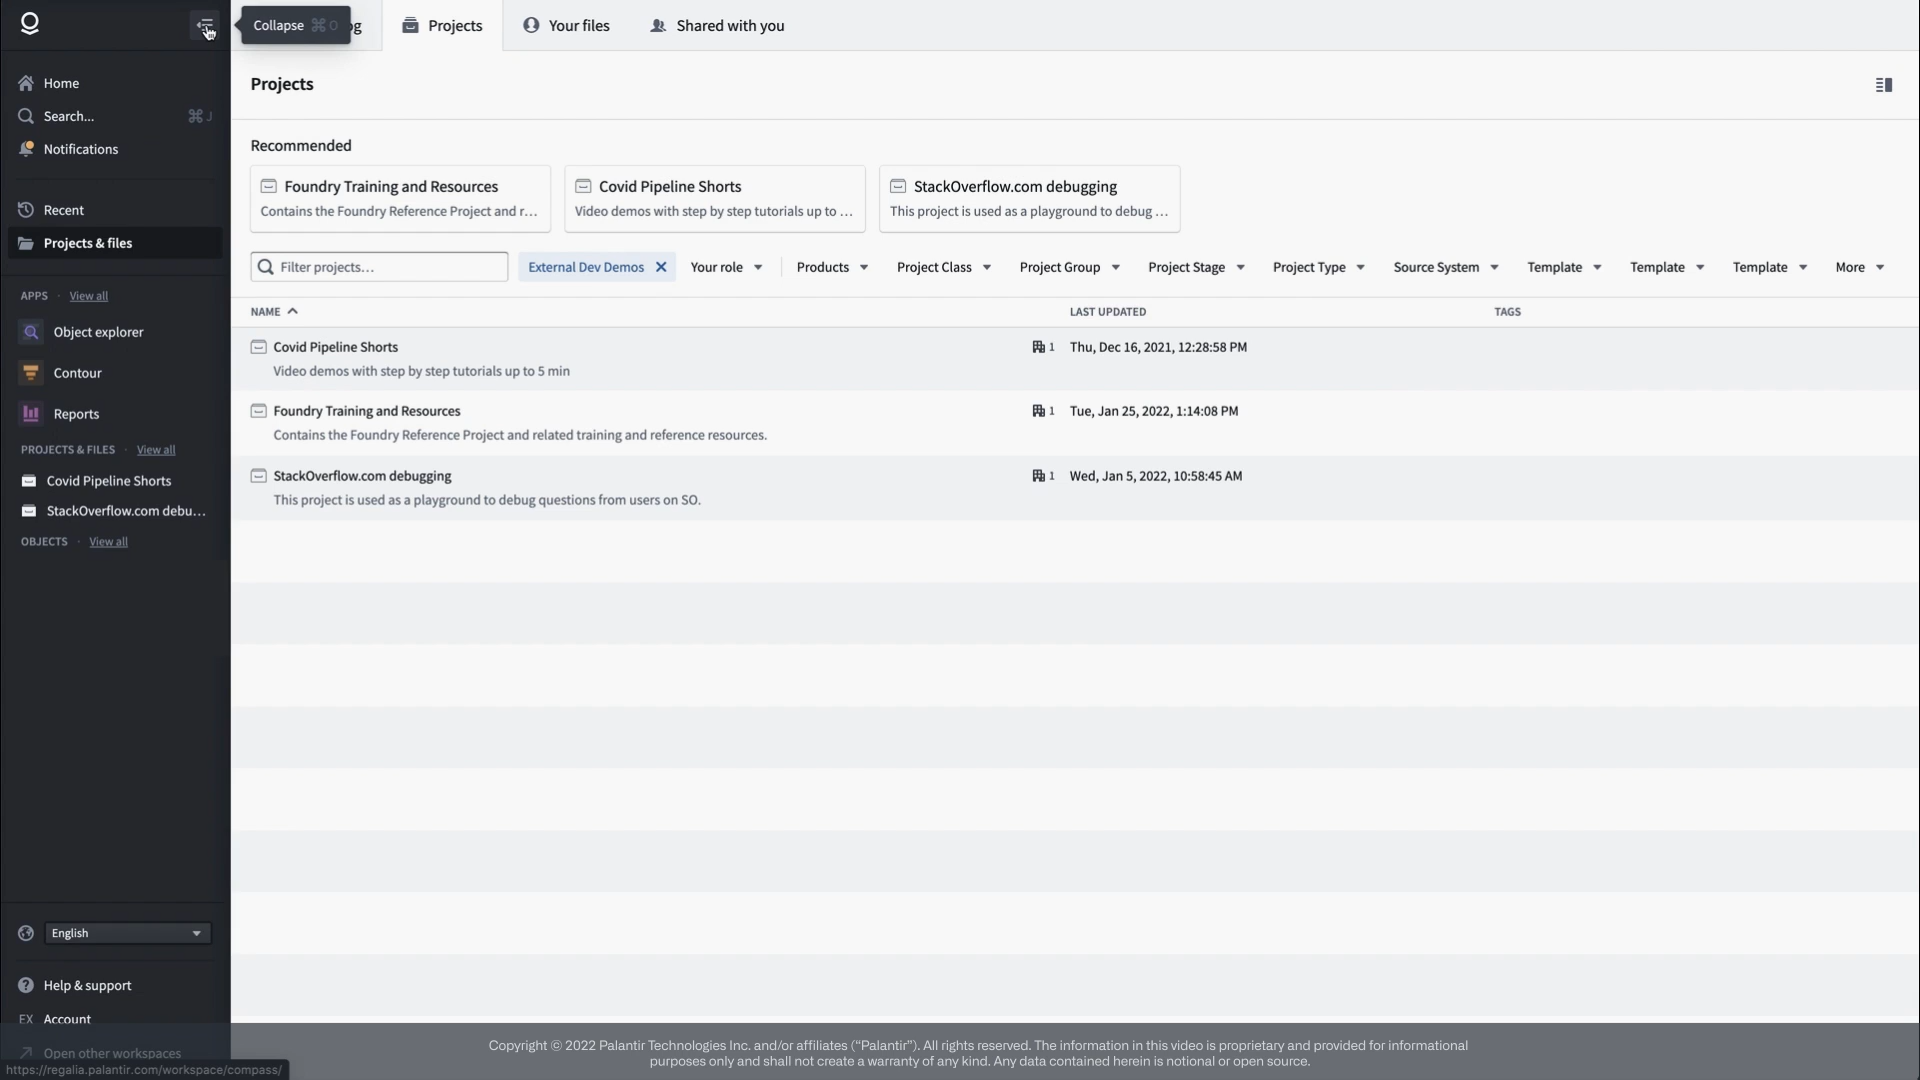 Collapse ⌘O
Projects
Your files
Shared with you
Home
Search... ⌘J
Notifications
Recent
Projects & files
APPS · View all
Object explorer
Contour
Reports
PROJECTS & FILES · View all
Covid Pipeline Shorts
StackOverflow.com debu...
OBJECTS · View all
English
Help & support
EX Account
Open other workspaces
https://regalia.palantir.com/workspace/compass/
Projects
Recommended
Foundry Training and Resources
Contains the Foundry Reference Project and r...
Covid Pipeline Shorts
Video demos with step by step tutorials up to ...
StackOverflow.com debugging
This project is used as a playground to debug ...
Filter projects... External Dev Demos Your role Products Project Class Project Group Project Stage Project Type Source System Template Template Template More
NAME LAST UPDATED TAGS
Covid Pipeline Shorts 1 Thu, Dec 16, 2021, 12:28:58 PM
Video demos with step by step tutorials up to 5 min
Foundry Training and Resources 1 Tue, Jan 25, 2022, 1:14:08 PM
Contains the Foundry Reference Project and related training and reference resources.
StackOverflow.com debugging 1 Wed, Jan 5, 2022, 10:58:45 AM
This project is used as a playground to debug questions from users on SO.
Copyright © 2022 Palantir Technologies Inc. and/or affiliates (“Palantir”). All rights reserved. The information in this video is proprietary and provided for informational
purposes only and shall not create a warranty of any kind. Any data contained herein is notional or open source.